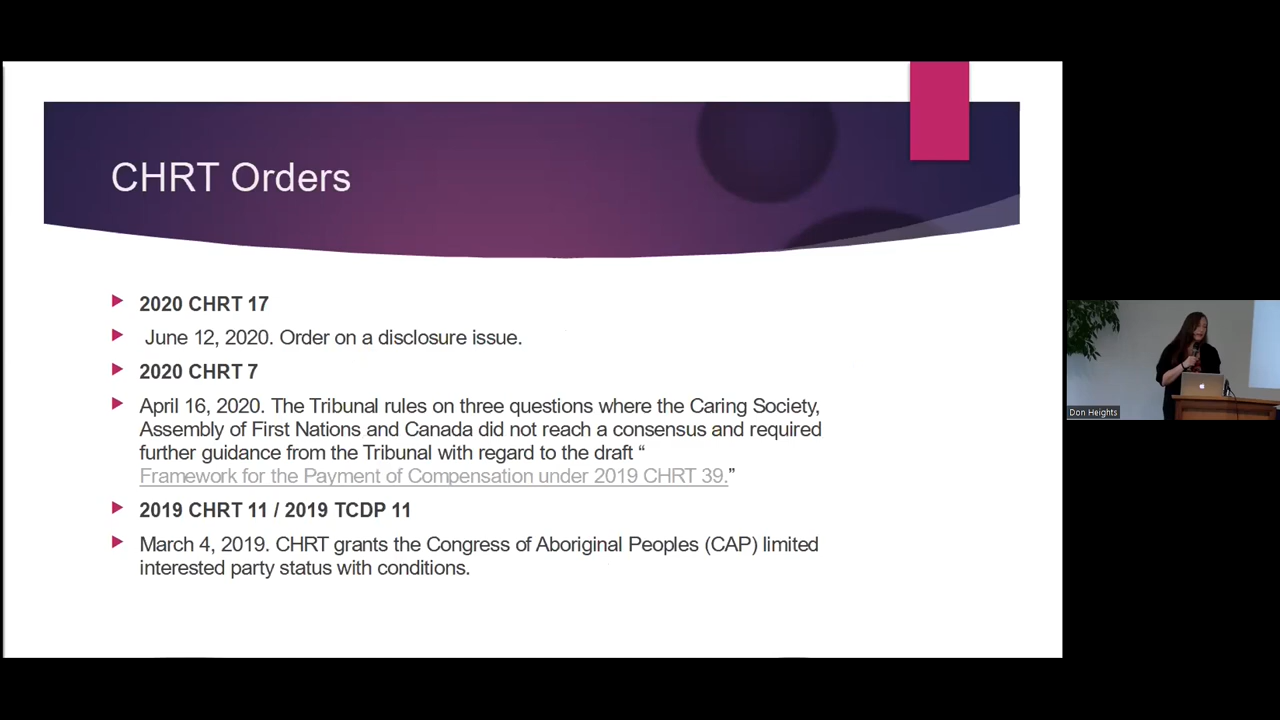 CHRT Orders
2020 CHRT 17
June 12, 2020. Order on a disclosure issue.
2020 CHRT 7
April 16, 2020. The Tribunal rules on three questions where the Caring Society,
Assembly of First Nations and Canada did not reach a consensus and required
further guidance from the Tribunal with regard to the draft “
Framework for the Payment of Compensation under 2019 CHRT 39.”
2019 CHRT 11 / 2019 TCDP 11
March 4, 2019. CHRT grants the Congress of Aboriginal Peoples (CAP) limited
interested party status with conditions.
Don Heights